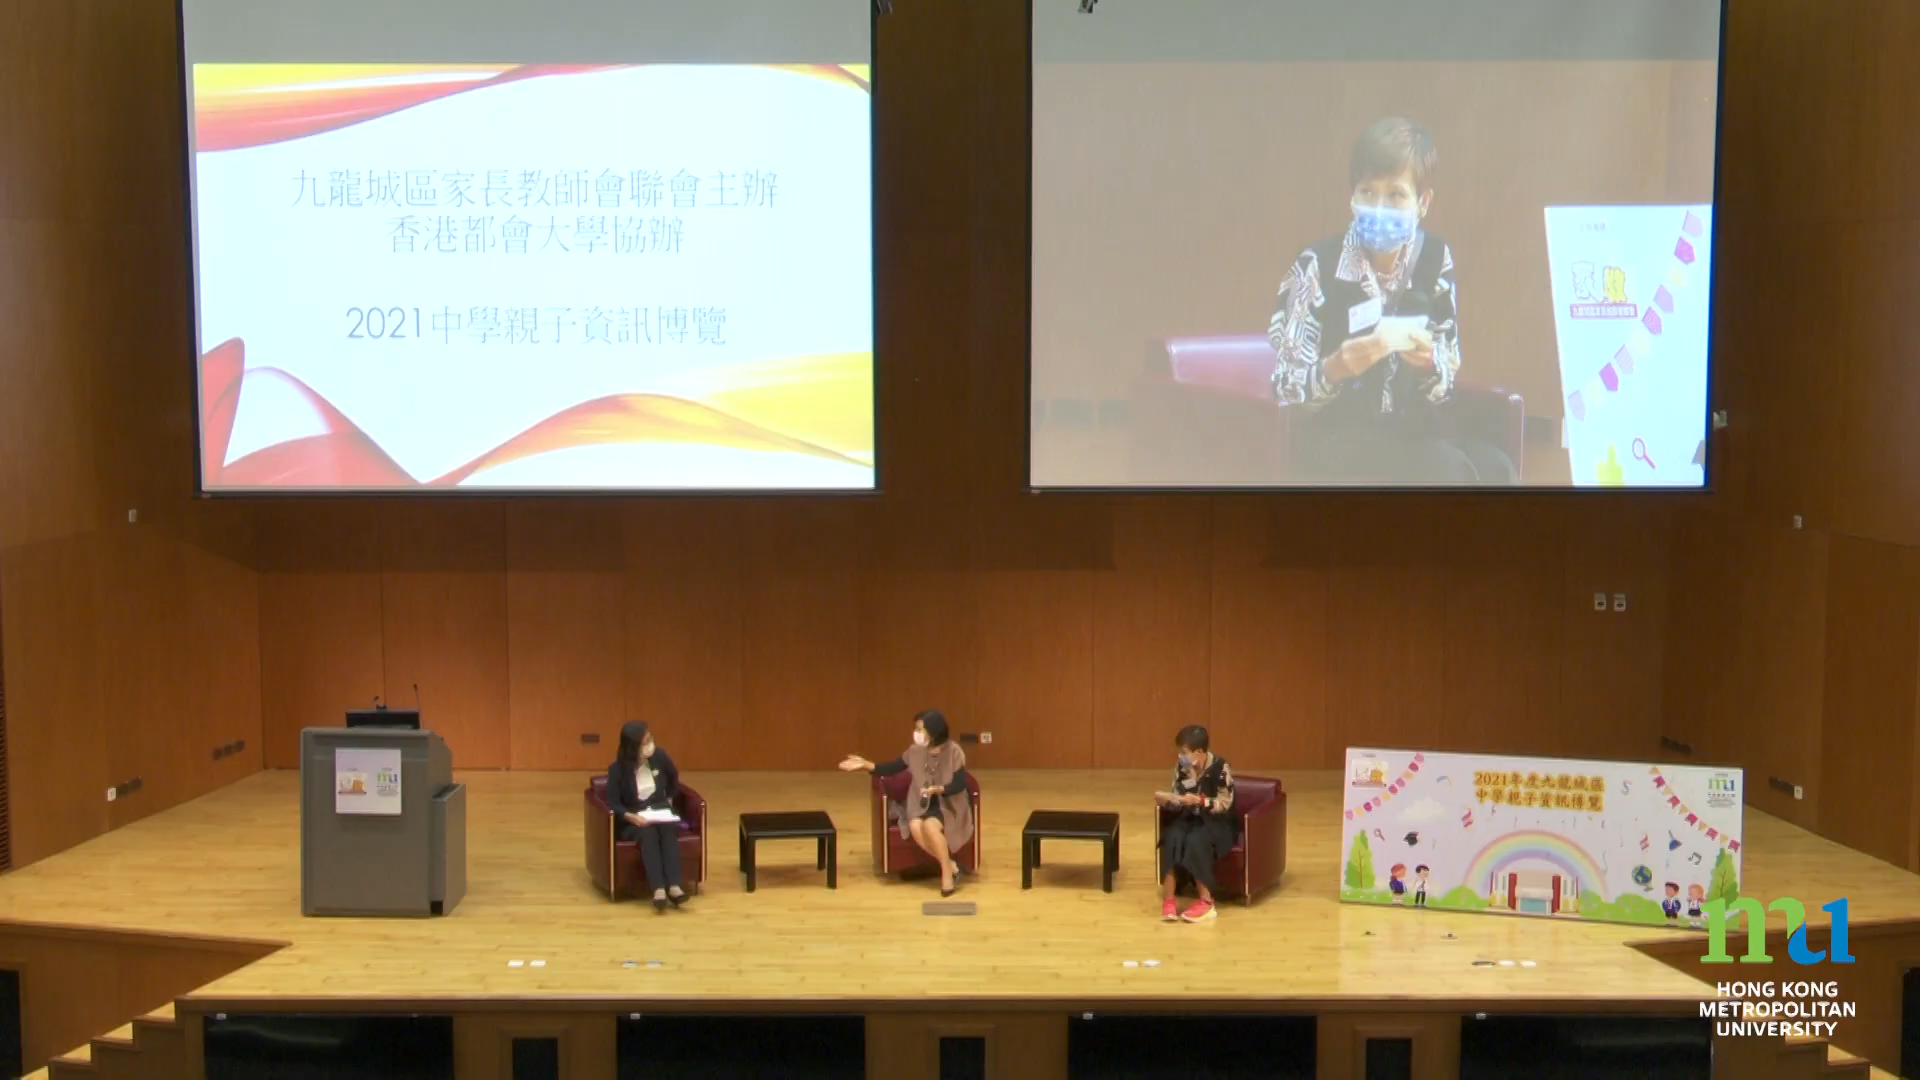 九龍城區家長教師會聯會主辦
香港都會大學協辦
2021中學親子資訊博覽
2021年度九龍城區
中學親子資訊博覽
mu
HONG KONG
METROPOLITAN
UNIVERSITY